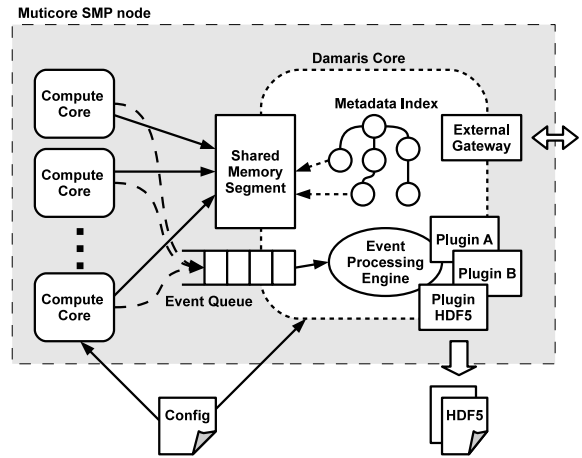 Muticore SMP node
Damaris Core
Compute
Core
Metadata Index
External
Gateway
Shared
Memory
Segment
Compute
Core
Event
Processing
Engine
Plugin A
Plugin B
Compute
Core
Event Queue
Plugin
HDF5
Config
HDF5